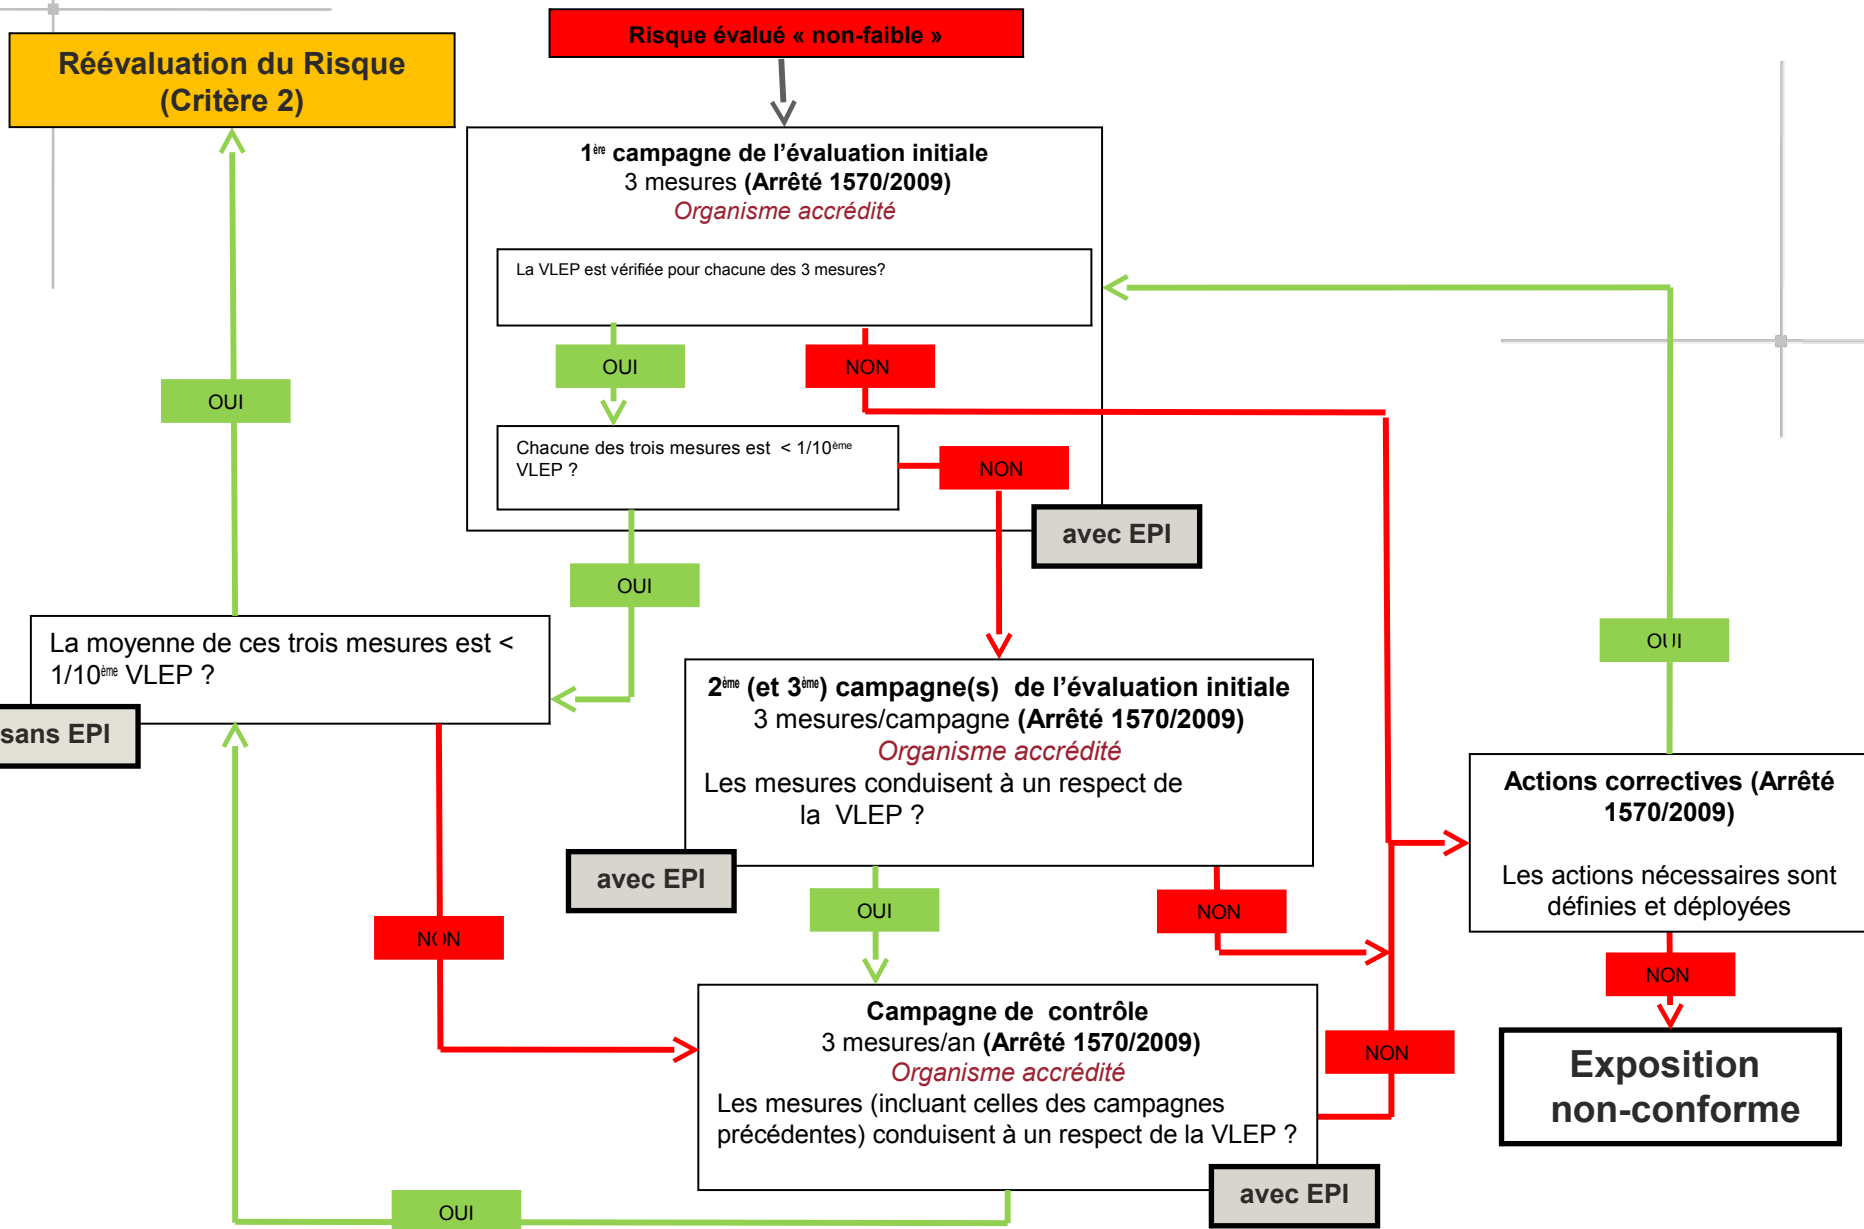 Risque évalué « non-faible »
Réévaluation du Risque
(Critère 2)
1ère campagne de l’évaluation initiale
3 mesures (Arrêté 1570/2009)
Organisme accrédité
La VLEP est vérifiée pour chacune des 3 mesures?
OUI
NON
OUI
Chacune des trois mesures est < 1/10ème
VLEP ?
NON
avec EPI
OUI
La moyenne de ces trois mesures est <
1/10ème VLEP ?
sans EPI
OUI
2ème (et 3ème) campagne(s) de l’évaluation initiale
3 mesures/campagne (Arrêté 1570/2009)
Organisme accrédité
Les mesures conduisent à un respect de
la VLEP ?
avec EPI
Actions correctives (Arrêté
1570/2009)
Les actions nécessaires sont
définies et déployées
OUI
NON
NON
NON
Campagne de contrôle
3 mesures/an (Arrêté 1570/2009)
Organisme accrédité
Les mesures (incluant celles des campagnes
précédentes) conduisent à un respect de la VLEP ?
avec EPI
NON
Exposition
non-conforme
OUI